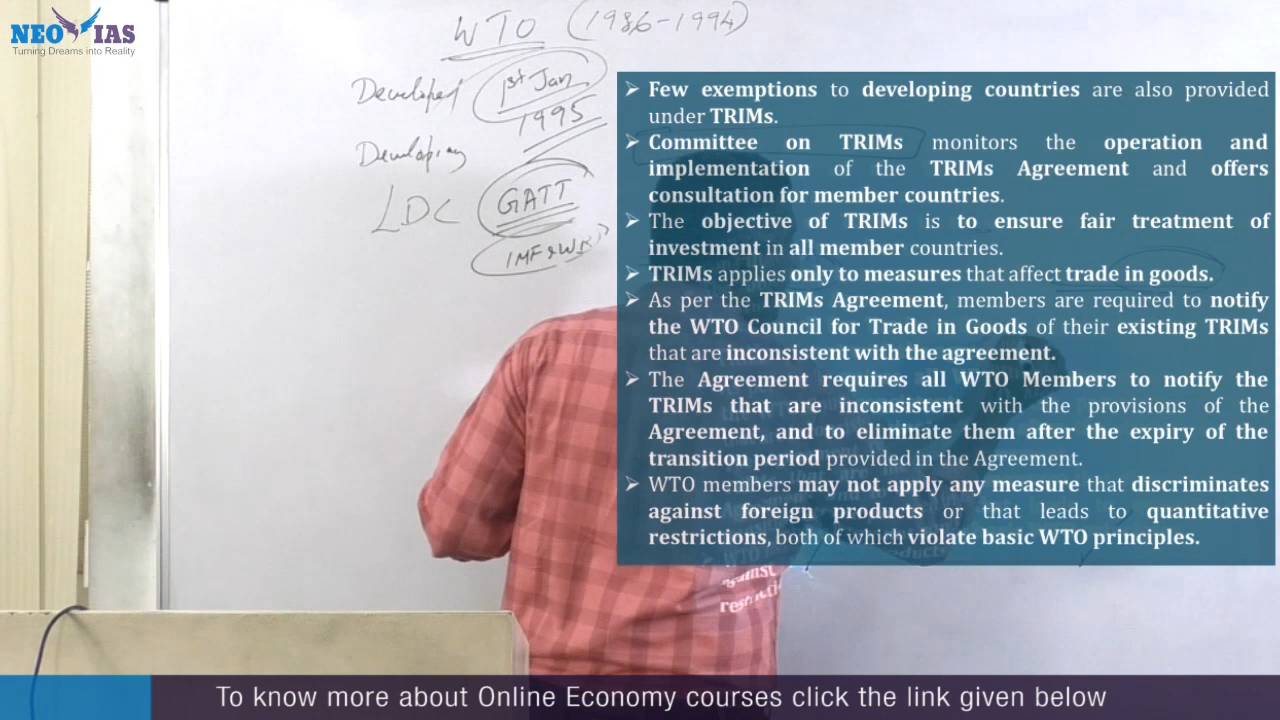 NEO IAS
Turning Dreams into Reality
WTO (1986-1994)
Developed
1st Jan
1995
Developing
LDC
GATT
IMF & WB
➢ Few exemptions to developing countries are also provided
under TRIMs.
➢ Committee on TRIMs monitors the operation and
implementation of the TRIMs Agreement and offers
consultation for member countries.
➢ The objective of TRIMs is to ensure fair treatment of
investment in all member countries.
➢ TRIMs applies only to measures that affect trade in goods.
➢ As per the TRIMs Agreement, members are required to notify
the WTO Council for Trade in Goods of their existing TRIMs
that are inconsistent with the agreement.
➢ The Agreement requires all WTO Members to notify the
TRIMs that are inconsistent with the provisions of the
Agreement, and to eliminate them after the expiry of the
transition period provided in the Agreement.
➢ WTO members may not apply any measure that discriminates
against foreign products or that leads to quantitative
restrictions, both of which violate basic WTO principles.
against
To know more about Online Economy courses click the link given below